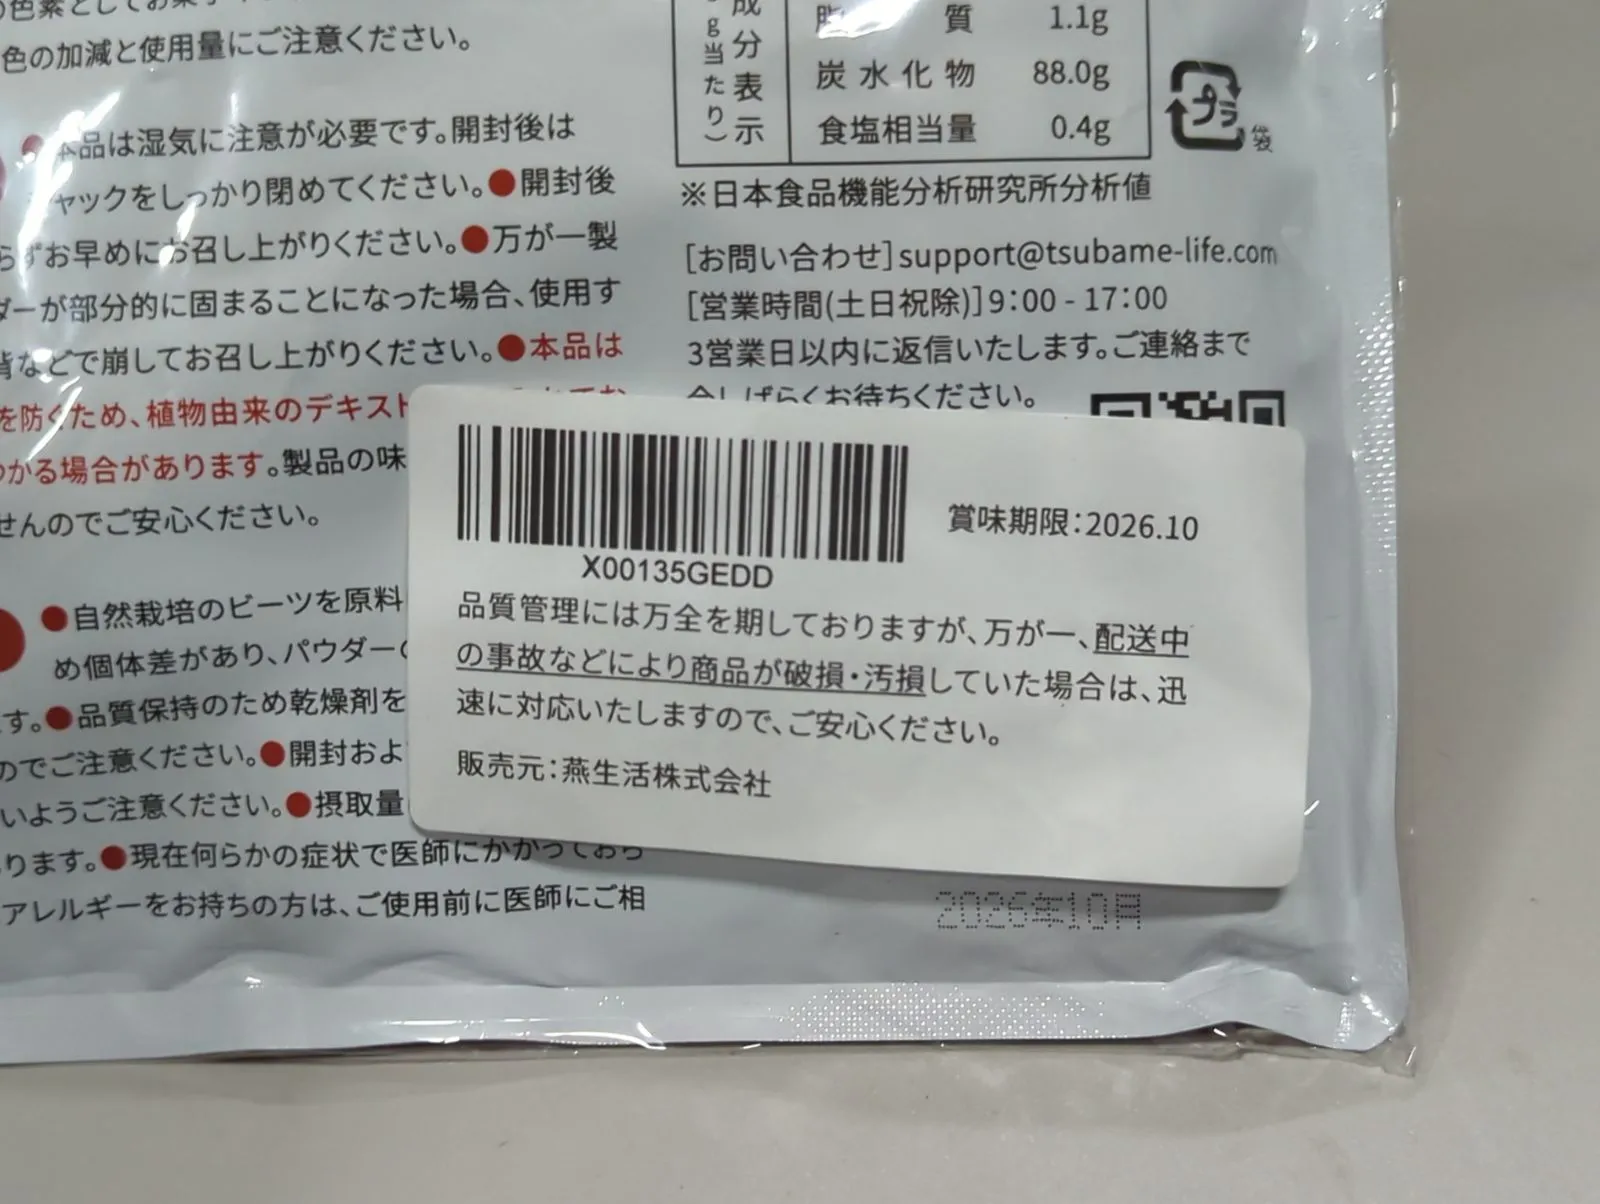 色の加減と使用量にご注意ください。
本品は湿気に注意が必要です。開封後は
ャックをしっかり閉めてください。●開封後
らずお早めにお召し上がりください。●万が一製
ダーが部分的に固まることになった場合、使用す
などで崩してお召し上がりください。●本品は
を防ぐため、植物由来のデキスト
かる場合があります。製品の味
せんのでご安心ください。
●自然栽培のビーツを原料
め個体差があり、パウダー
す。●品質保持のため乾燥剤を
のでご注意ください。●開封およ
いようご注意ください。●摂取量
ります。●現在何らかの症状で医師にかかっておら
アレルギーをお持ちの方は、ご使用前に医師にご相
成分表示
g当たり）
脂質 1.1g
炭水化物 88.0g
食塩相当量 0.4g
プラ
袋
※日本食品機能分析研究所分析値
[お問い合わせ]support@tsubame-life.com
[営業時間(土日祝除)]9：00 - 17：00
3営業日以内に返信いたします。ご連絡まで
今しばらくお待ちください。
X00135GEDD
賞味期限：2026.10
品質管理には万全を期しておりますが、万が一、配送中
の事故などにより商品が破損・汚損していた場合は、迅
速に対応いたしますので、ご安心ください。
販売元：燕生活株式会社
2026年10月